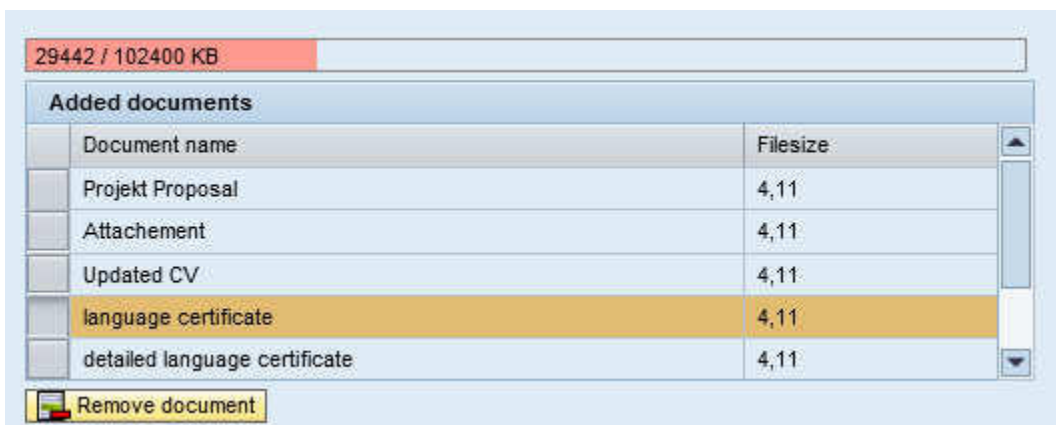 29442 / 102400 KB
Added documents
Document name Filesize
Projekt Proposal 4,11
Attachement 4,11
Updated CV 4,11
language certificate 4,11
detailed language certificate 4,11
Remove document